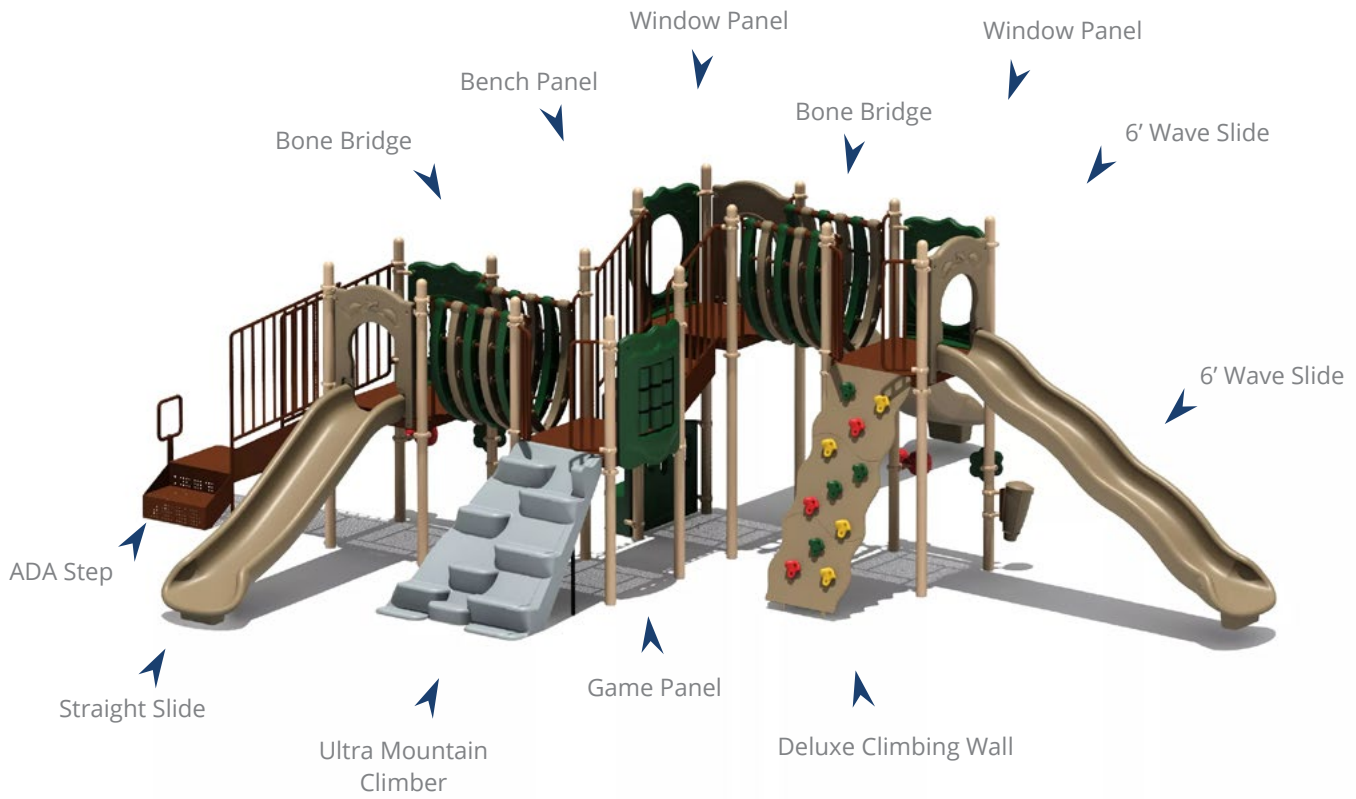 Window Panel
Window Panel
Bench Panel
Bone Bridge
6’ Wave Slide
Bone Bridge
6’ Wave Slide
ADA Step
Straight Slide
Game Panel
Ultra Mountain
Climber
Deluxe Climbing Wall